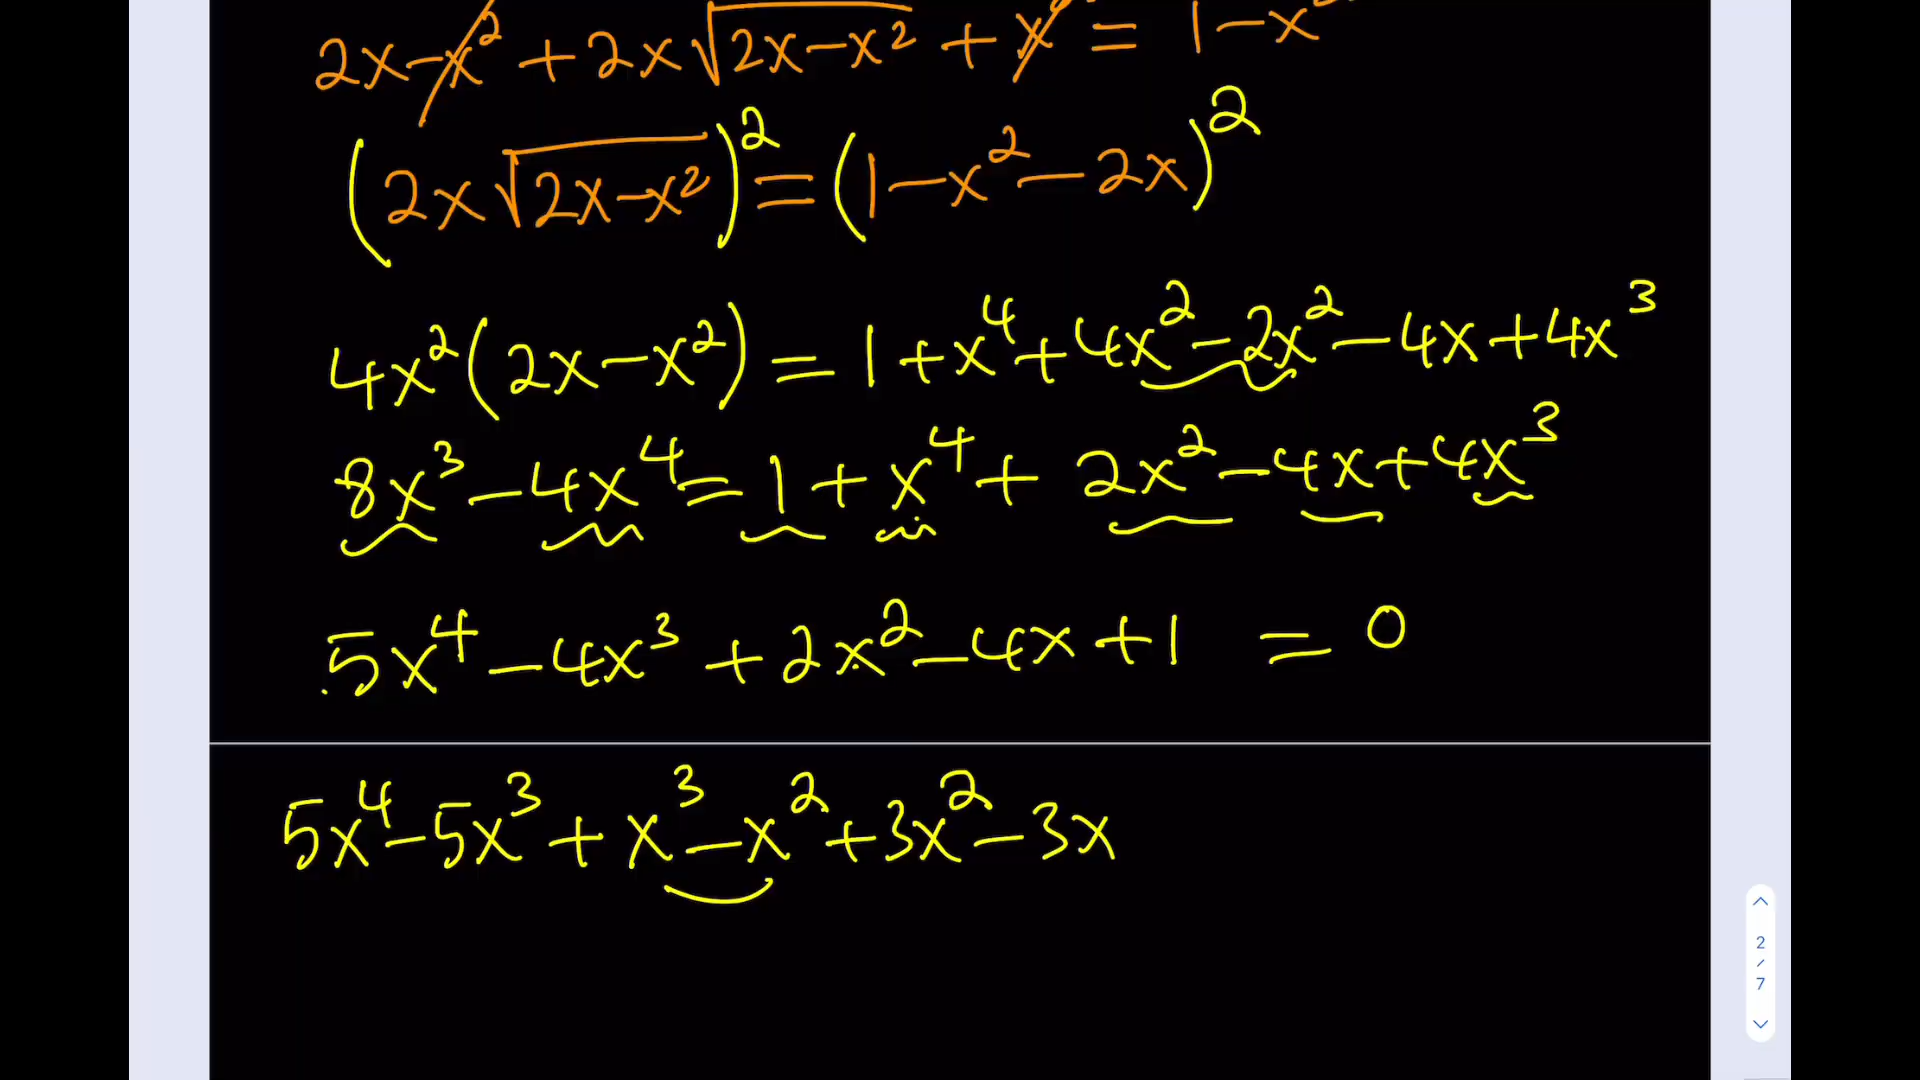 2x-x² + 2x√(2x-x²) + x² = 1-x²
(2x√(2x-x²))² = (1-x²-2x)²
4x²(2x-x²) = 1+x⁴+4x²-2x²-4x+4x³
8x³-4x⁴ = 1+x⁴+2x²-4x+4x³
5x⁴-4x³+2x²-4x+1 = 0
5x⁴-5x³+x³-x²+3x²-3x
2
/
7